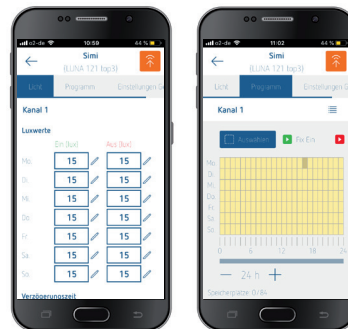 o2-de 10:59 44 %
Simi
(LUNA 121 top3)
Licht Programm Einstellungen G
Kanal 1
Luxwerte
Ein (lux) Aus (lux)
Mo. 15 15
Di. 15 15
Mi. 15 15
Do. 15 15
Fr. 15 15
Sa. 15 15
So. 15 15
Verzögerungszeit
o2-de 11:02 44 %
Simi
(LUNA 121 top3)
Licht Programm Einstellungen
Kanal 1
Auswählen Fix Ein
Mo.
Di.
Mi.
Do.
Fr.
Sa.
So.
0 6 12 18 24
— 24 h +
Speicherplätze: 0/84